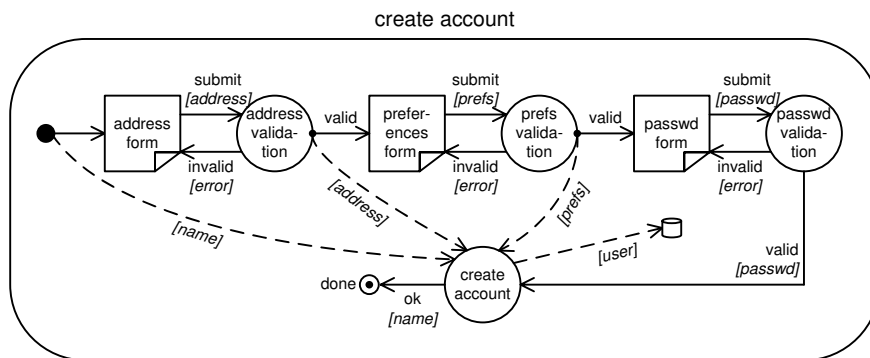 create account
submit
[address]
address
form
address
valida-
tion
invalid
[error]
valid
submit
[prefs]
prefer-
ences
form
prefs
valida-
tion
invalid
[error]
valid
submit
[passwd]
passwd
form
passwd
valida-
tion
invalid
[error]
[name]
[address]
[prefs]
[user]
valid
[passwd]
create
account
done
ok
[name]